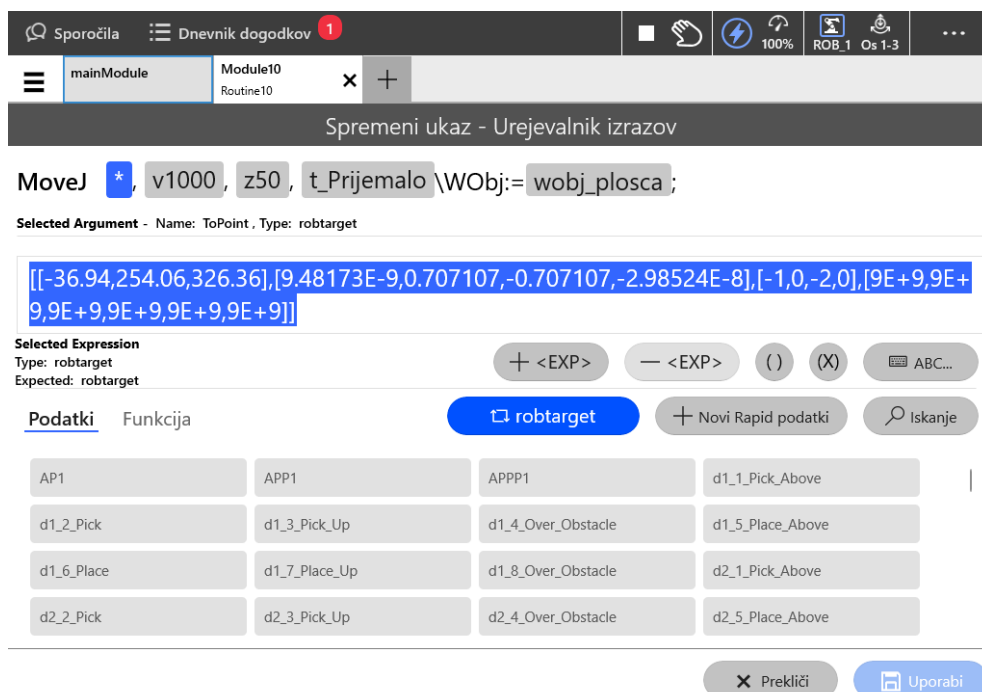 Sporočila Dnevnik dogodkov 1 100% ROB_1 Os 1-3 ...
mainModule Module10
Routine10
Spremeni ukaz - Urejevalnik izrazov
MoveJ *, v1000 , z50 , t_Prijemalo \WObj:= wobj_plosca ;
Selected Argument - Name: ToPoint , Type: robtarget
[[-36.94,254.06,326.36],[9.48173E-9,0.707107,-0.707107,-2.98524E-8],[-1,0,-2,0],[9E+9,9E+
9,9E+9,9E+9,9E+9,9E+9]]
Selected Expression
Type: robtarget
Expected: robtarget
+ <EXP> — <EXP> ( ) (X) ABC...
Podatki Funkcija robtarget + Novi Rapid podatki Iskanje
AP1 APP1 APPP1 d1_1_Pick_Above
d1_2_Pick d1_3_Pick_Up d1_4_Over_Obstacle d1_5_Place_Above
d1_6_Place d1_7_Place_Up d1_8_Over_Obstacle d2_1_Pick_Above
d2_2_Pick d2_3_Pick_Up d2_4_Over_Obstacle d2_5_Place_Above
Prekliči Uporabi